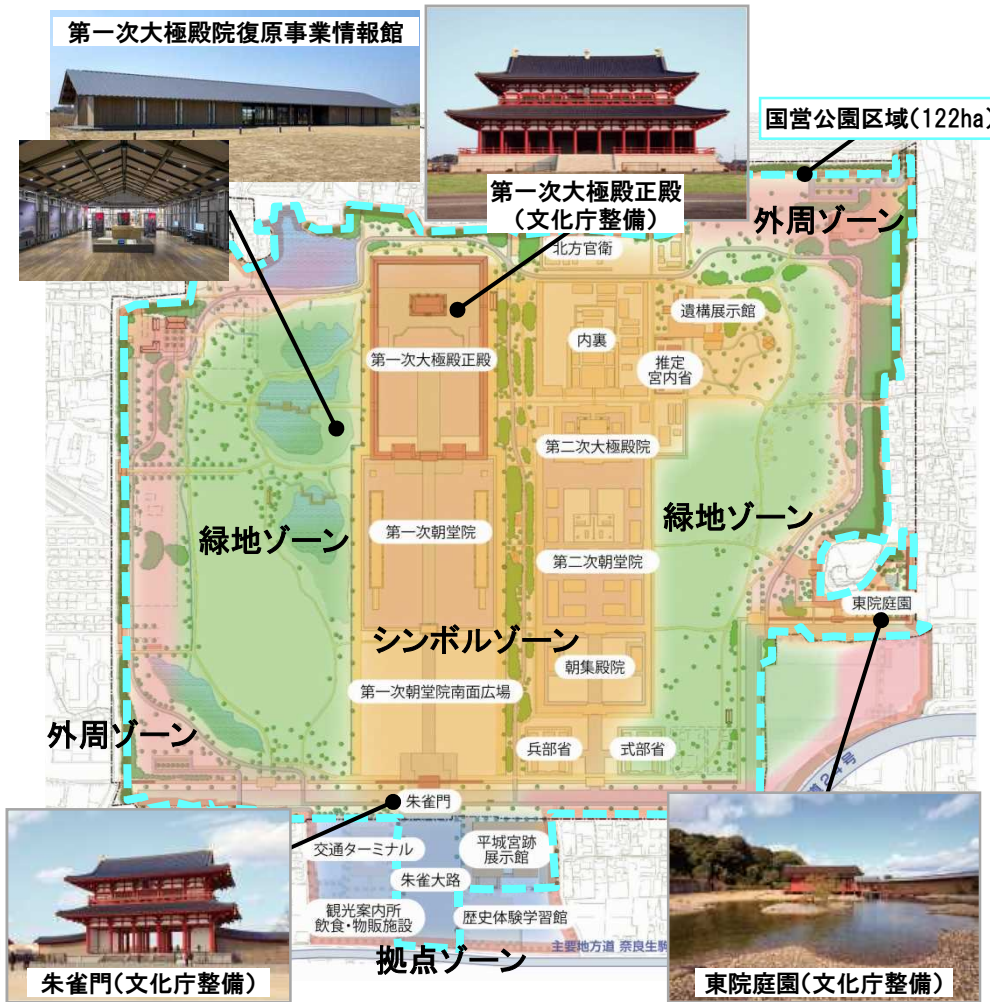 第一次大極殿院復原事業情報館
第一次大極殿正殿
(文化庁整備)
国営公園区域(122ha)
外周ゾーン
北方官衛
遺構展示館
内裏
第一次大極殿正殿
推定
宮内省
第二次大極殿院
緑地ゾーン
第一次朝堂院
緑地ゾーン
第二次朝堂院
東院庭園
シンボルゾーン
朝集殿院
第一次朝堂院南面広場
外周ゾーン
兵部省
式部省
号
朱雀門
交通ターミナル
平城宮跡
展示館
朱雀大路
観光案内所
飲食・物販施設
歴史体験学習館
主要地方道 奈良生駒
拠点ゾーン
朱雀門(文化庁整備)
東院庭園(文化庁整備)